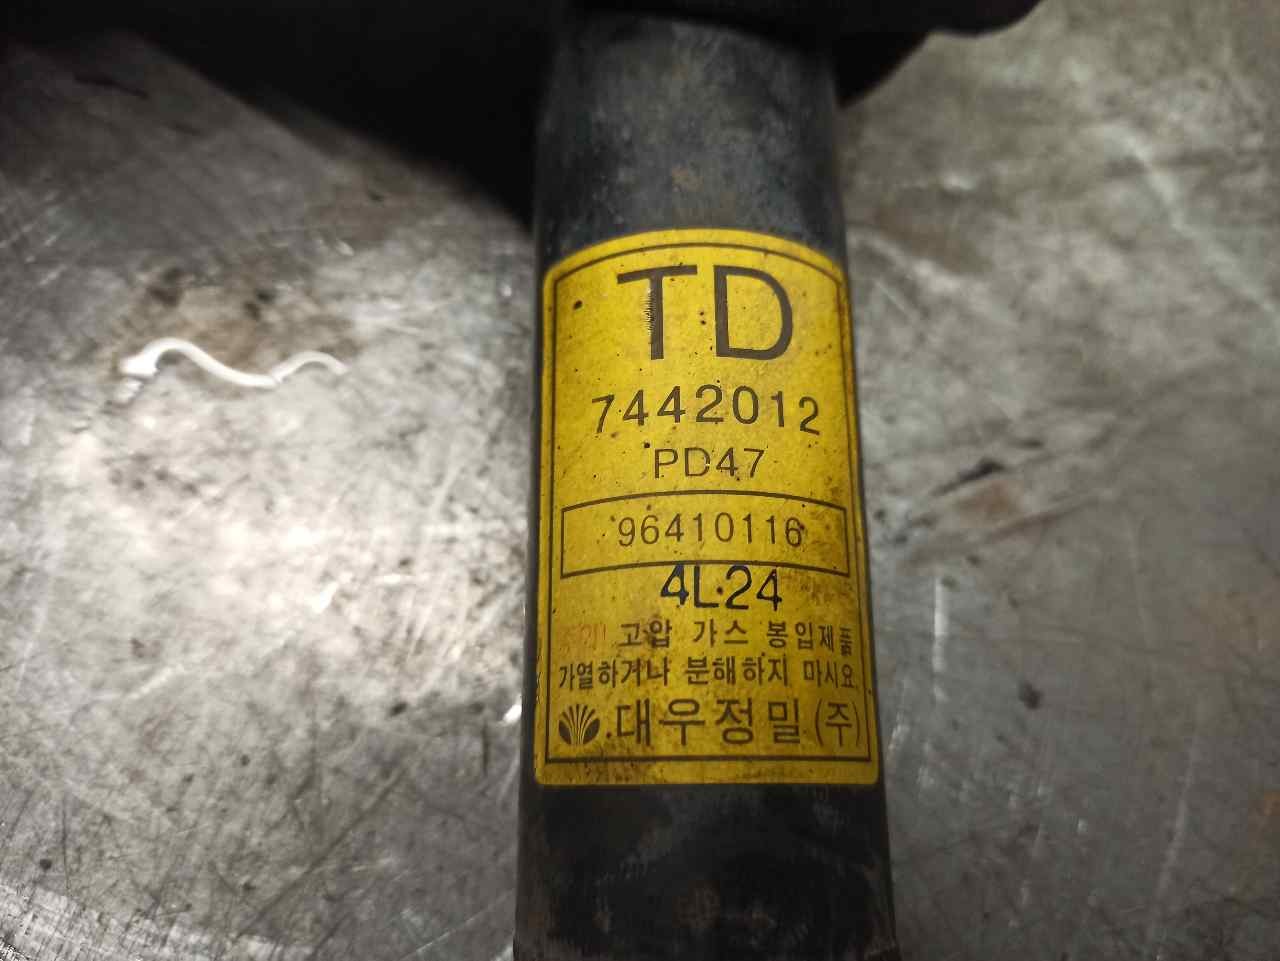 TD
7442012
PD47
96410116
4L24
고압 가스 봉입제품
가열하거나 분해하지 마시오.
대우정밀(주)